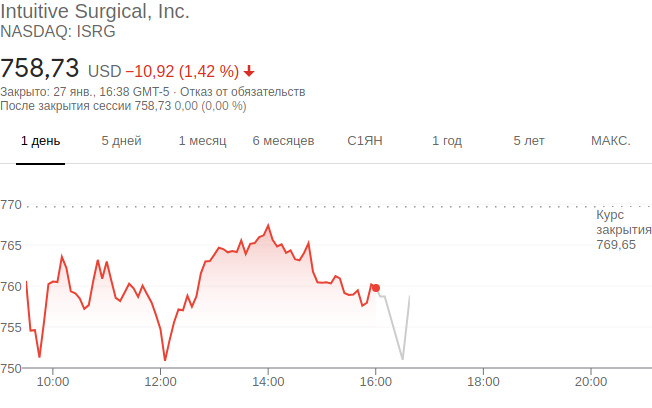 Intuitive Surgical, Inc.
NASDAQ: ISRG
758,73 USD −10,92 (1,42 %)
Закрыто: 27 янв., 16:38 GMT-5 · Отказ от обязательств
После закрытия сессии 758,73 0,00 (0,00 %)
1 день 5 дней 1 месяц 6 месяцев С1ЯН 1 год 5 лет МАКС.
770
Курс
закрытия
769,65
765
760
755
750
10:00 12:00 14:00 16:00 18:00 20:00